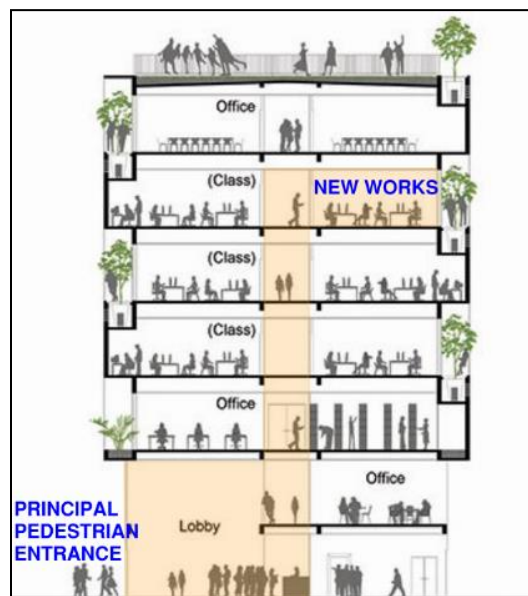 Office
(Class)
NEW WORKS
(Class)
(Class)
Office
Office
PRINCIPAL
PEDESTRIAN
ENTRANCE
Lobby